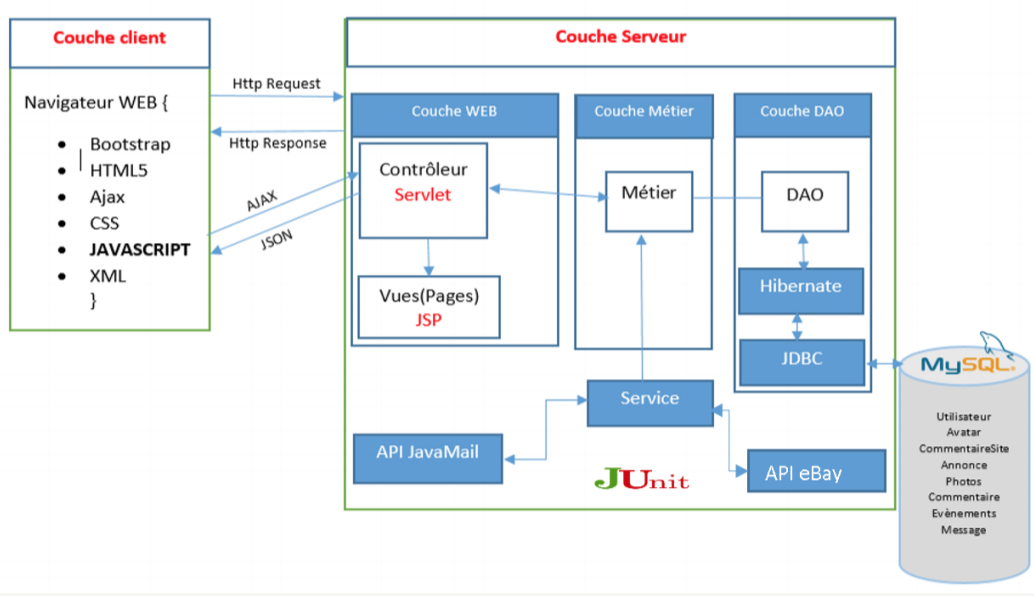 Couche client
Navigateur WEB {
Bootstrap
HTML5
Ajax
CSS
JAVASCRIPT
XML
}
Http Request
Http Response
AJAX
JSON
Couche Serveur
Couche WEB
Contrôleur
Servlet
Vues(Pages)
JSP
Couche Métier
Métier
Couche DAO
DAO
Hibernate
JDBC
Service
API JavaMail
JUnit
API eBay
MySQL®
Utilisateur
Avatar
CommentaireSite
Annonce
Photos
Commentaire
Evènements
Message